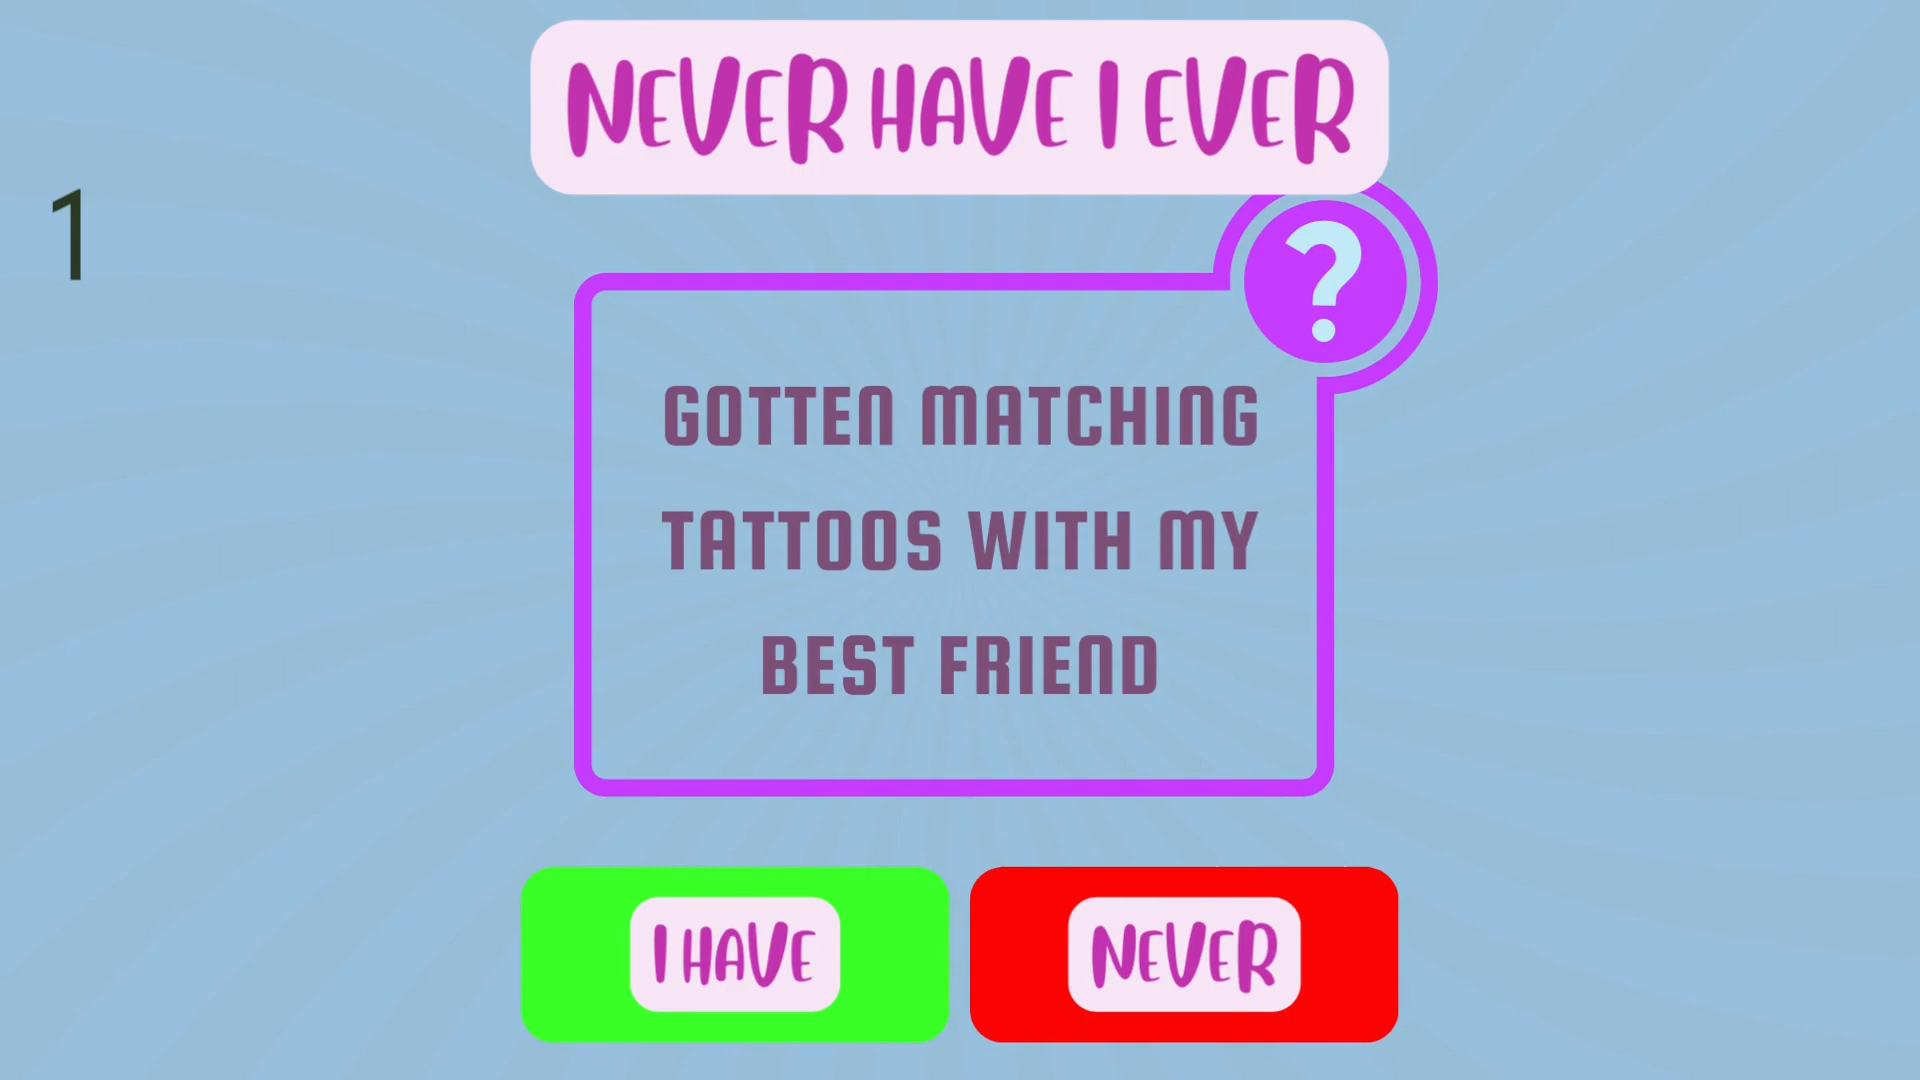 NEVER HAVE I EVER
1
?
GOTTEN MATCHING
TATTOOS WITH MY
BEST FRIEND
I HAVE
NEVER